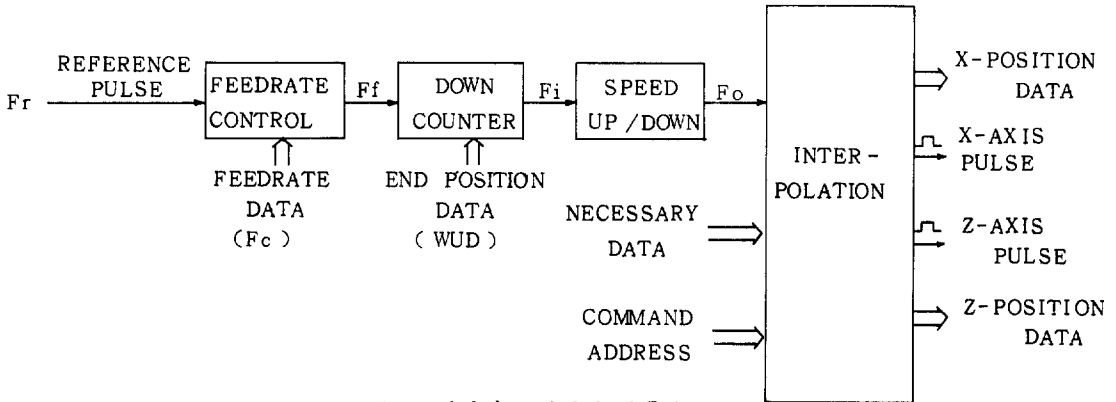 REFERENCE
PULSE
Fr
FEEDRATE
CONTROL
Ff
DOWN
COUNTER
Fi
SPEED
UP/DOWN
Fo
FEEDRATE
DATA
(Fc)
END POSITION
DATA
(WUD)
NECESSARY
DATA
COMMAND
ADDRESS
INTER-
POLATION
X-POSITION
DATA
X-AXIS
PULSE
Z-AXIS
PULSE
Z-POSITION
DATA